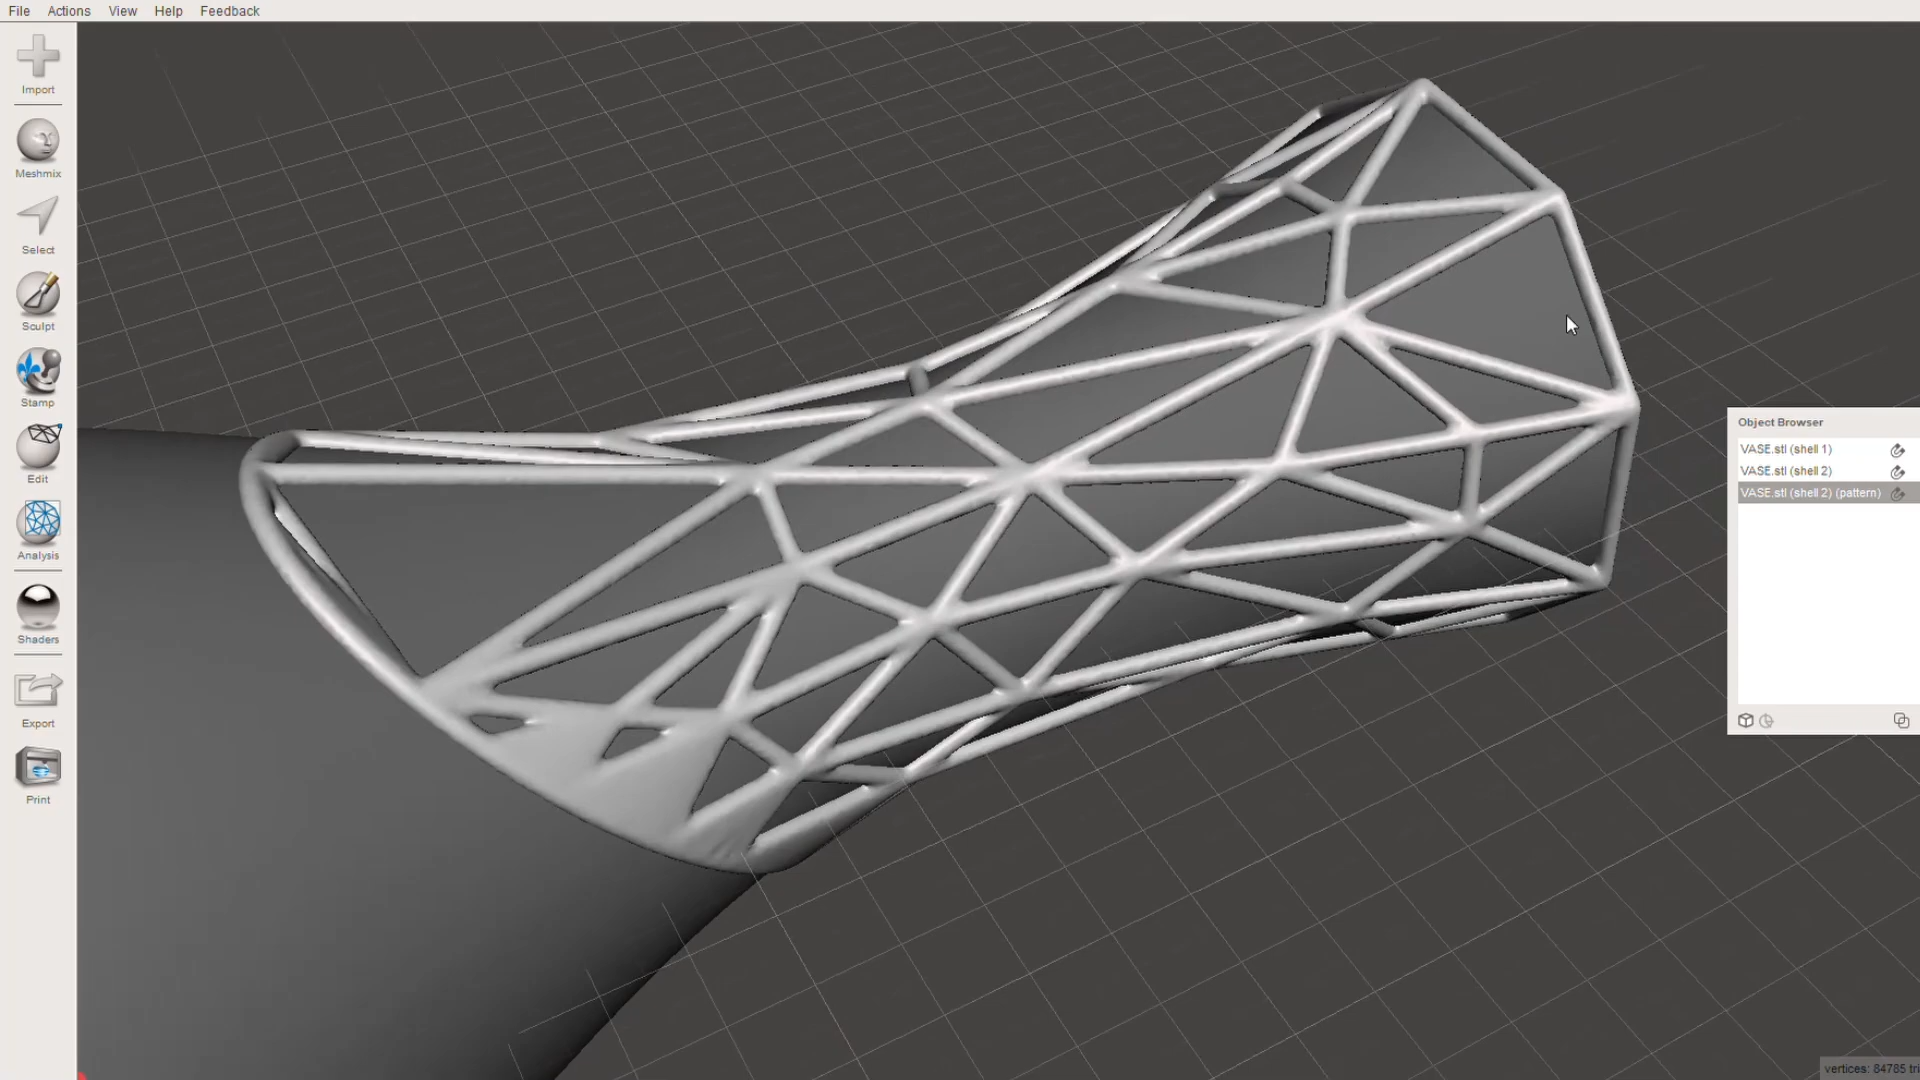 File Actions View Help Feedback
Import
Meshmix
Select
Sculpt
Stamp
Edit
Analysis
Shaders
Export
Print
Object Browser
VASE.stl (shell 1)
VASE.stl (shell 2)
VASE.stl (shell 2) (pattern)
vertices: 84785 tri